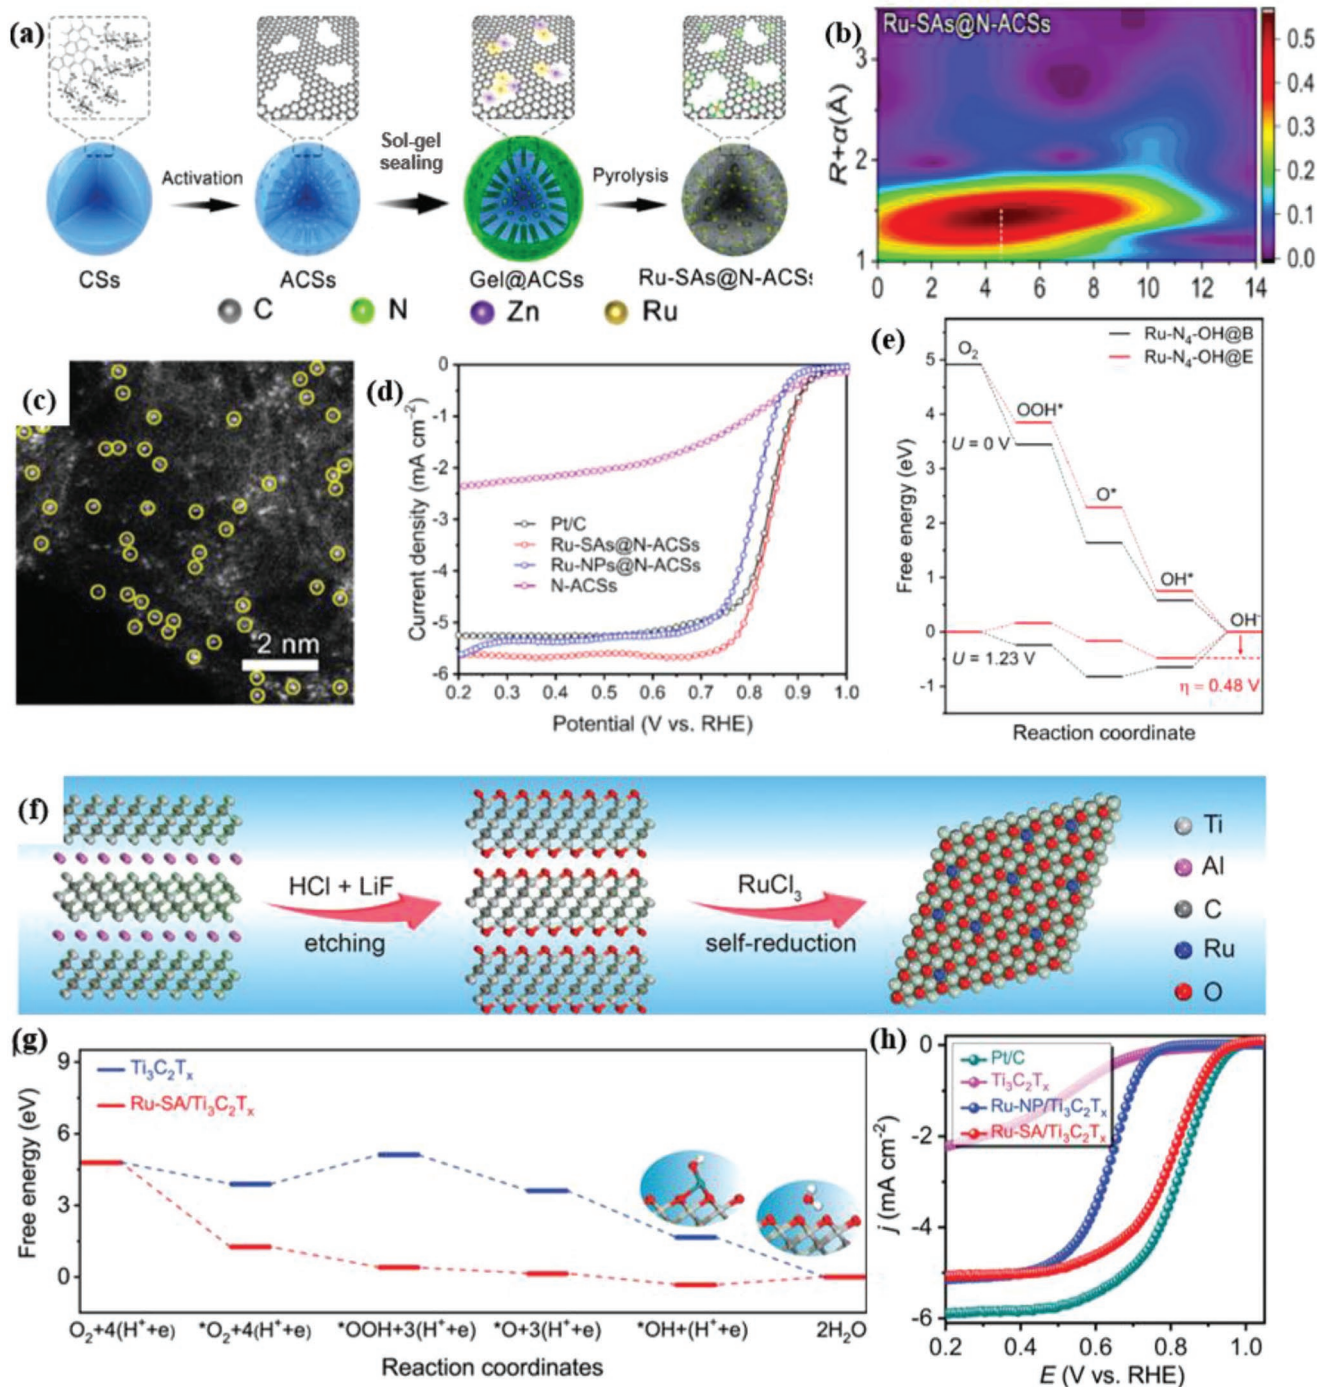 (a)
Activation
Sol-gel
sealing
Pyrolysis
CSs
ACSs
Gel@ACSs
Ru-SAs@N-ACSs
C
N
Zn
Ru
(b)
Ru-SAs@N-ACSs
R+α(Å)
3
2
1
0 2 4 6 8 10 12 14
0.5
0.4
0.3
0.2
0.1
0.0
(c)
2 nm
(d)
Current density (mA cm⁻²)
0
-1
-2
-3
-4
-5
-6
Pt/C
Ru-SAs@N-ACSs
Ru-NPs@N-ACSs
N-ACSs
0.2 0.3 0.4 0.5 0.6 0.7 0.8 0.9 1.0
Potential (V vs. RHE)
(e)
Ru-N₄-OH@B
Ru-N₄-OH@E
Free energy (eV)
5
4
3
2
1
0
-1
O₂
OOH*
U = 0 V
O*
OH*
OH⁻
U = 1.23 V
η = 0.48 V
Reaction coordinate
(f)
HCl + LiF
etching
RuCl₃
self-reduction
Ti
Al
C
Ru
O
(g)
Free energy (eV)
9
6
3
0
Ti₃C₂Tₓ
Ru-SA/Ti₃C₂Tₓ
O₂+4(H⁺+e) *O₂+4(H⁺+e) *OOH+3(H⁺+e) *O+3(H⁺+e) *OH+(H⁺+e) 2H₂O
Reaction coordinates
(h)
Pt/C
Ti₃C₂Tₓ
Ru-NP/Ti₃C₂Tₓ
Ru-SA/Ti₃C₂Tₓ
j (mA cm⁻²)
0
-2
-4
-6
0.2 0.4 0.6 0.8 1.0
E (V vs. RHE)